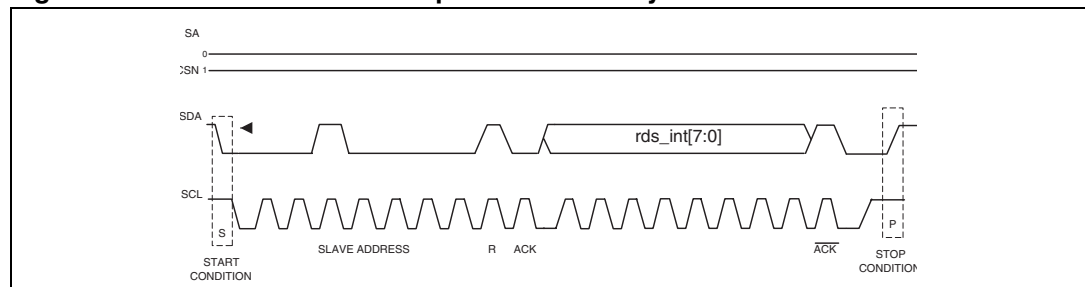 SA
0
CSN 1
SDA
rds_int[7:0]
SCL
S
P
SLAVE ADDRESS
R
ACK
ACK
START
CONDITION
STOP
CONDITION